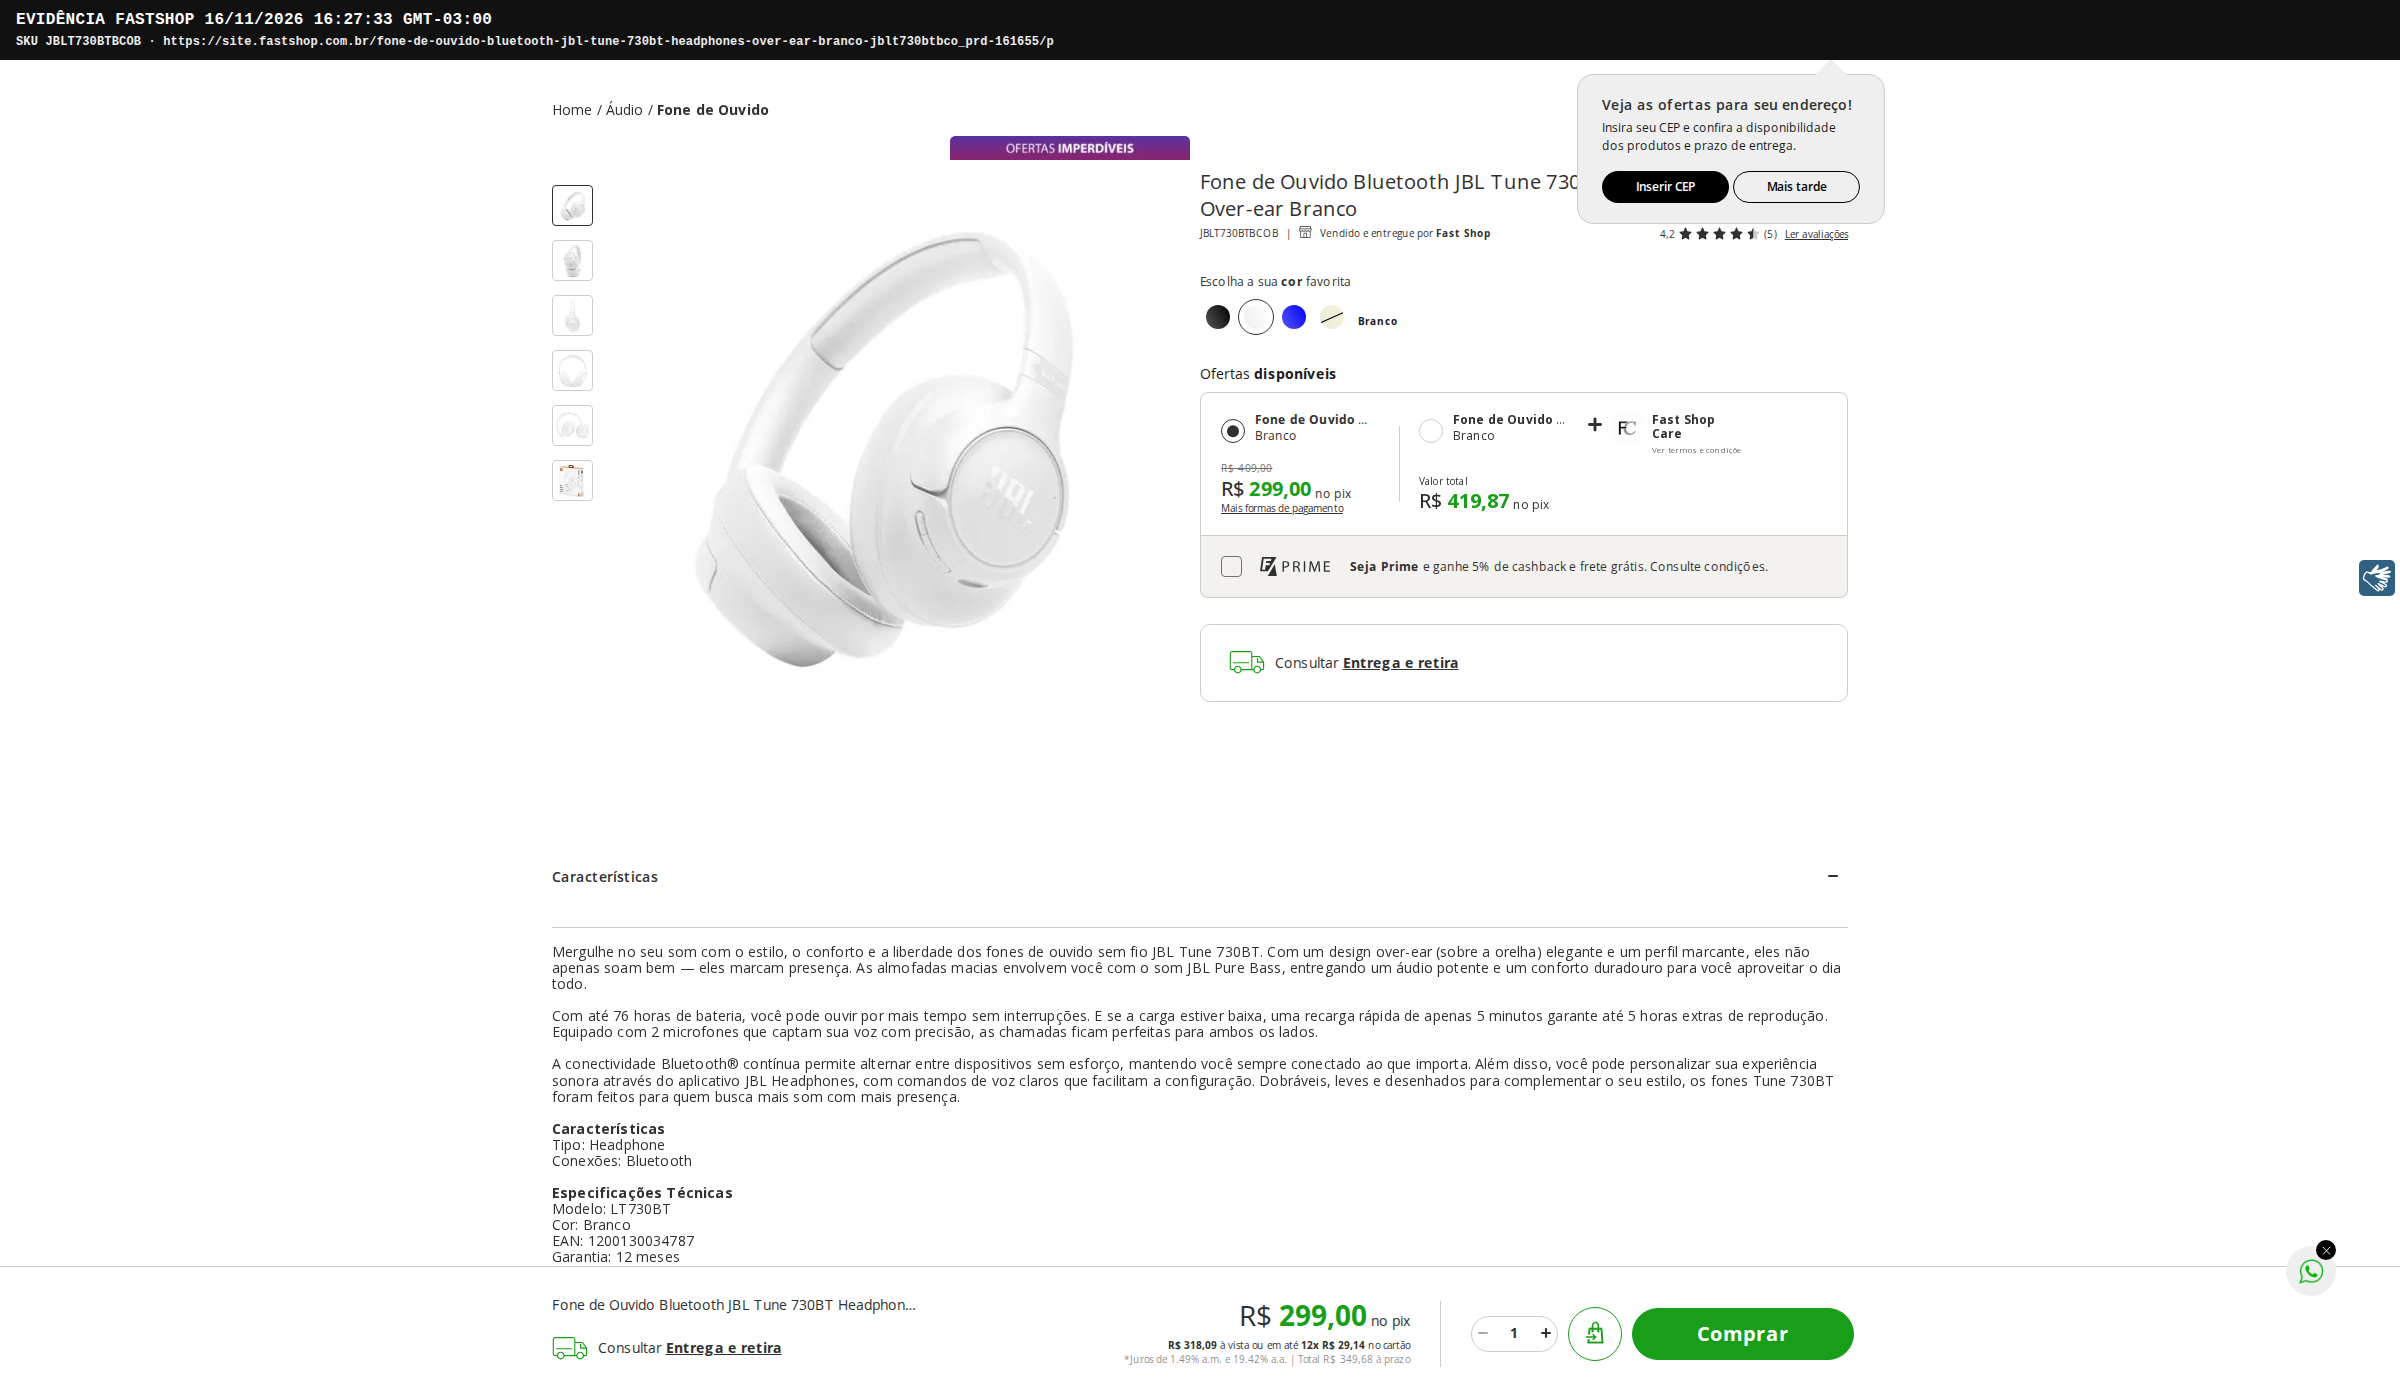 EVIDÊNCIA FASTSHOP 16/11/2026 16:27:33 GMT-03:00
SKU JBLT730BTBCOB · https://site.fastshop.com.br/fone-de-ouvido-bluetooth-jbl-tune-730bt-headphones-over-ear-branco-jblt730btbco_prd-161655/p
Home / Áudio / Fone de Ouvido
OFERTAS IMPERDÍVEIS
Veja as ofertas para seu endereço!
Insira seu CEP e confira a disponibilidade
dos produtos e prazo de entrega.
Inserir CEP
Mais tarde
Fone de Ouvido Bluetooth JBL Tune 730
Over-ear Branco
JBLT730BTBCOB | Vendido e entregue por Fast Shop
4,2 (5) Ler avaliações
Escolha a sua cor favorita
Branco
Ofertas disponíveis
Fone de Ouvido ...
Branco
R$ 409,00
R$ 299,00 no pix
Mais formas de pagamento
Fone de Ouvido ...
Branco
+
FC
Fast Shop
Care
Ver termos e condiçõe
Valor total
R$ 419,87 no pix
PRIME
Seja Prime e ganhe 5% de cashback e frete grátis. Consulte condições.
Consultar Entrega e retira
JBL
Características
Mergulhe no seu som com o estilo, o conforto e a liberdade dos fones de ouvido sem fio JBL Tune 730BT. Com um design over-ear (sobre a orelha) elegante e um perfil marcante, eles não
apenas soam bem — eles marcam presença. As almofadas macias envolvem você com o som JBL Pure Bass, entregando um áudio potente e um conforto duradouro para você aproveitar o dia
todo.
Com até 76 horas de bateria, você pode ouvir por mais tempo sem interrupções. E se a carga estiver baixa, uma recarga rápida de apenas 5 minutos garante até 5 horas extras de reprodução.
Equipado com 2 microfones que captam sua voz com precisão, as chamadas ficam perfeitas para ambos os lados.
A conectividade Bluetooth® contínua permite alternar entre dispositivos sem esforço, mantendo você sempre conectado ao que importa. Além disso, você pode personalizar sua experiência
sonora através do aplicativo JBL Headphones, com comandos de voz claros que facilitam a configuração. Dobráveis, leves e desenhados para complementar o seu estilo, os fones Tune 730BT
foram feitos para quem busca mais som com mais presença.
Características
Tipo: Headphone
Conexões: Bluetooth
Especificações Técnicas
Modelo: LT730BT
Cor: Branco
EAN: 1200130034787
Garantia: 12 meses
Fone de Ouvido Bluetooth JBL Tune 730BT Headphon...
Consultar Entrega e retira
R$ 299,00 no pix
R$ 318,09 à vista ou em até 12x R$ 29,14 no cartão
*Juros de 1.49% a.m. e 19.42% a.a. | Total R$ 349,68 à prazo
− 1 +
Comprar